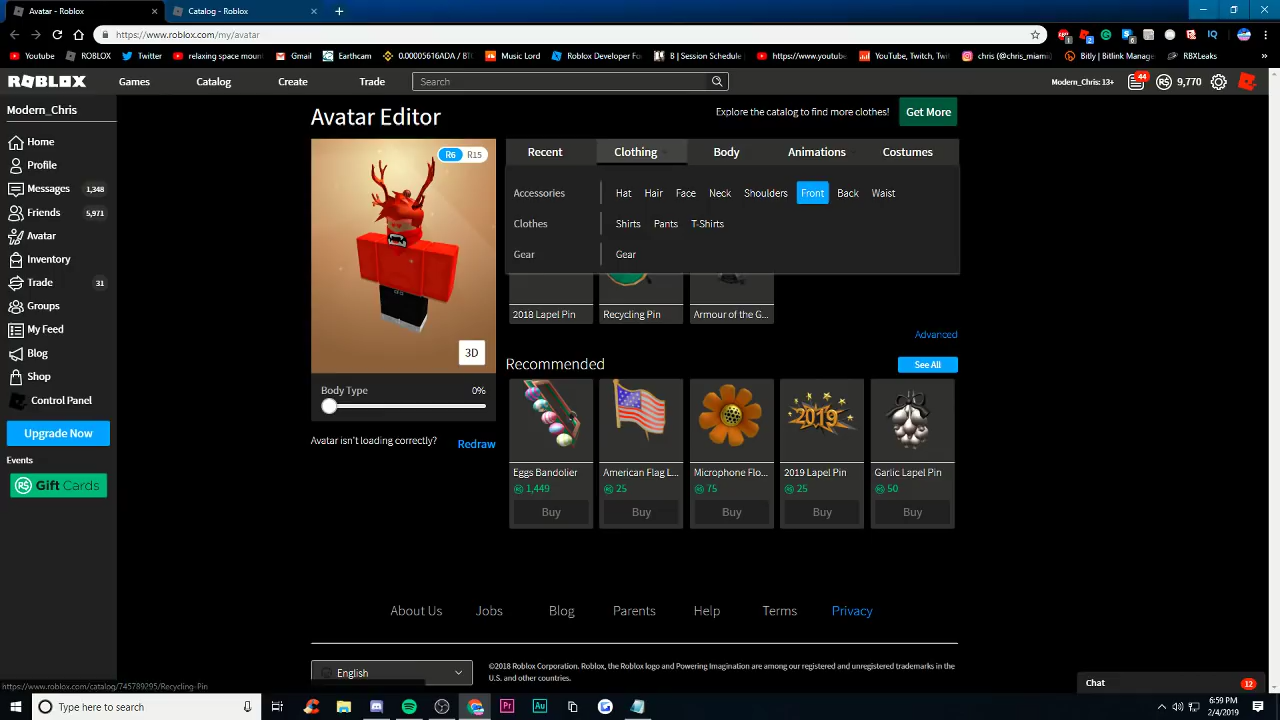 Avatar - Roblox
Catalog - Roblox
https://www.roblox.com/my/avatar
Youtube
ROBLOX
Twitter
relaxing space moun
Gmail
Earthcam
0.00005616ADA / BT
Music Lord
Roblox Developer Fo
B | Session Schedule
https://www.youtube
YouTube, Twitch, Twi
chris (@chris_miami
Bitly | Bitlink Manage
RBXLeaks
ROBLOX
Games
Catalog
Create
Trade
Search
Modern_Chris: 13+
44
9,770
Modern_Chris
Home
Profile
Messages 1,348
Friends 5,971
Avatar
Inventory
Trade 31
Groups
My Feed
Blog
Shop
Control Panel
Upgrade Now
Events
R$ Gift Cards
Avatar Editor
Explore the catalog to find more clothes!
Get More
R6 R15
3D
Body Type 0%
Avatar isn't loading correctly? Redraw
Recent Clothing Body Animations Costumes
Accessories Hat Hair Face Neck Shoulders Front Back Waist
Clothes Shirts Pants T-Shirts
Gear Gear
2018 Lapel Pin Recycling Pin Armour of the G...
Advanced
Recommended See All
2019
Eggs Bandolier American Flag L... Microphone Flo... 2019 Lapel Pin Garlic Lapel Pin
1,449 25 75 25 50
Buy Buy Buy Buy Buy
About Us Jobs Blog Parents Help Terms Privacy
English
©2018 Roblox Corporation. Roblox, the Roblox logo and Powering Imagination are among our registered and unregistered trademarks in the
U.S. and other countries.
https://www.roblox.com/catalog/745789295/Recycling-Pin
Chat 12
Type here to search
Pr
Au
6:59 PM
2/4/2019